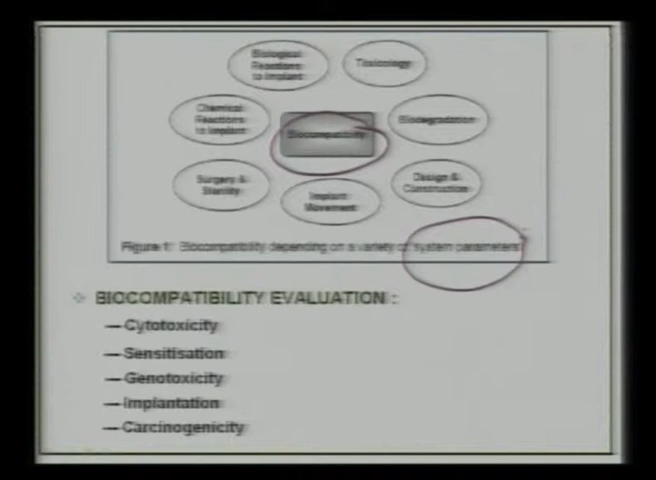 Biological
Reactions
to Implant
Toxicology
Chemical
Reactions
to Implant
Biocompatibility
Biodegradation
Surgery &
Sterility
Implant
Movement
Design &
Construction
Figure 1: Biocompatibility depending on a variety of system parameters
BIOCOMPATIBILITY EVALUATION :
—Cytotoxicity
—Sensitisation
—Genotoxicity
—Implantation
—Carcinogenicity